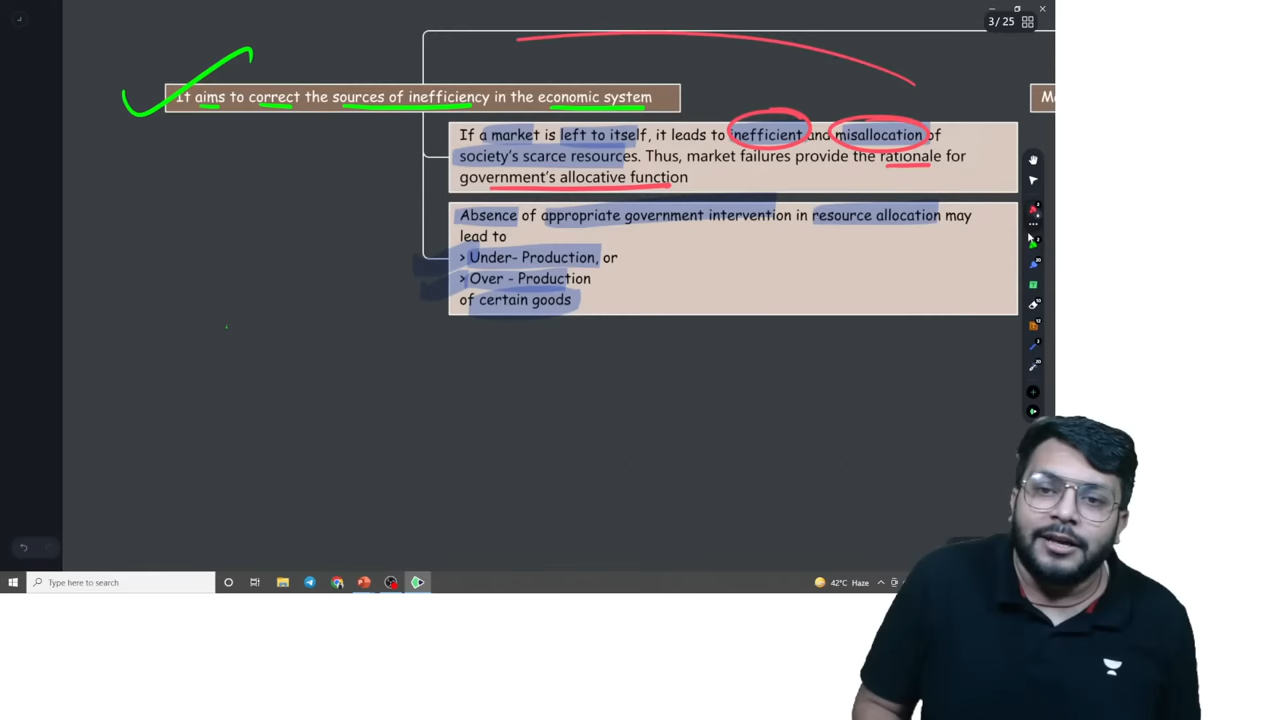 3/25
It aims to correct the sources of inefficiency in the economic system
If a market is left to itself, it leads to inefficient and misallocation of
society's scarce resources. Thus, market failures provide the rationale for
government's allocative function
Absence of appropriate government intervention in resource allocation may
lead to
> Under- Production, or
> Over - Production
of certain goods
Type here to search
42°C Haze